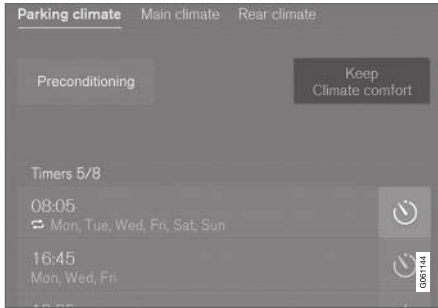 Parking climate Main climate Rear climate
Preconditioning
Keep
Climate comfort
Timers 5/8
08:05
Mon, Tue, Wed, Fri, Sat, Sun
16:45
Mon, Wed, Fri
G061144